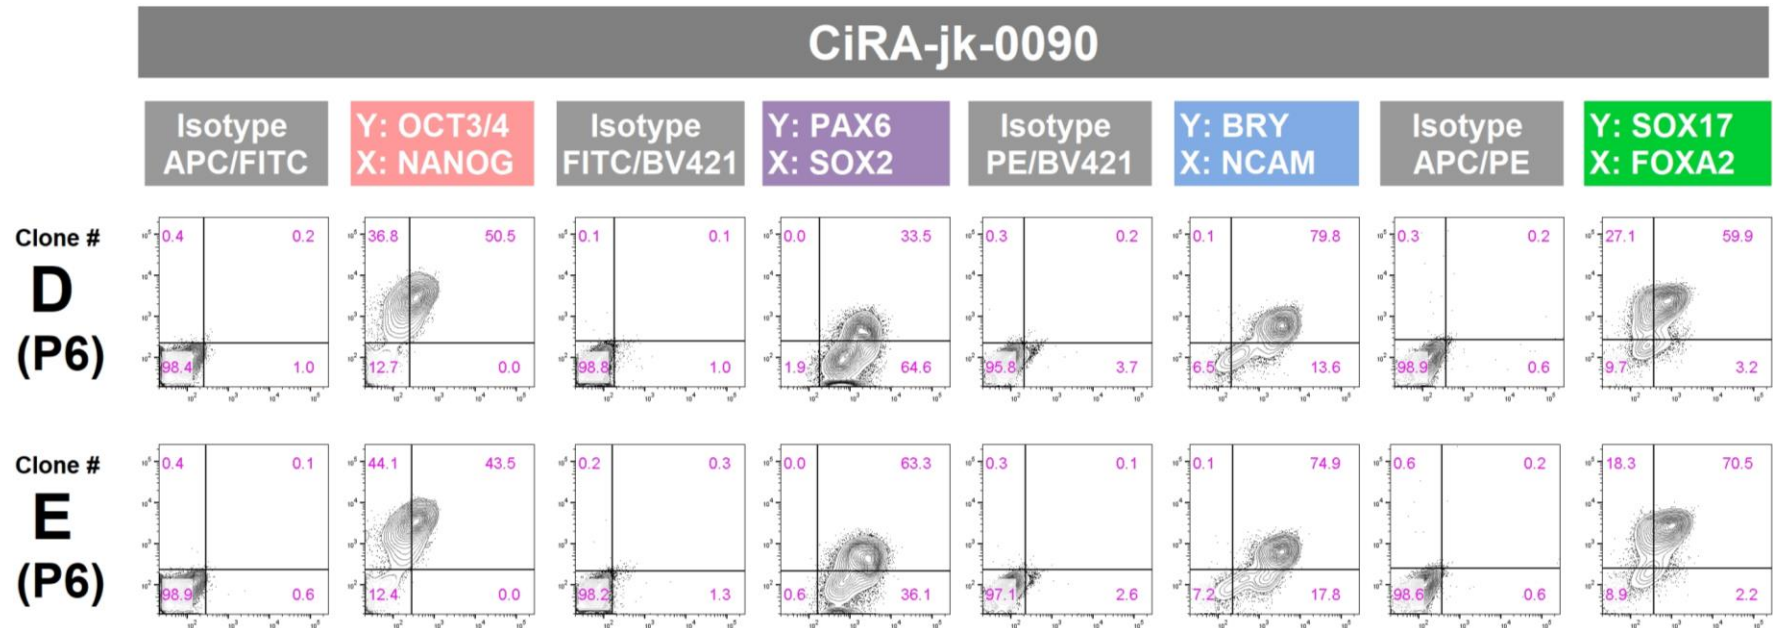 CiRA-jk-0090
Isotype APC/FITC
Y: OCT3/4 X: NANOG
Isotype FITC/BV421
Y: PAX6 X: SOX2
Isotype PE/BV421
Y: BRY X: NCAM
Isotype APC/PE
Y: SOX17 X: FOXA2
Clone #
D
(P6)
0.4 0.2 36.8 50.5 0.1 0.1 0.0 33.5 0.3 0.2 0.1 79.8 0.3 0.2 27.1 59.9
98.4 1.0 12.7 0.0 98.8 1.0 1.9 64.6 95.8 3.7 6.5 13.6 98.9 0.6 9.7 3.2
Clone #
E
(P6)
0.4 0.1 44.1 43.5 0.2 0.3 0.0 63.3 0.3 0.1 0.1 74.9 0.6 0.2 18.3 70.5
98.9 0.6 12.4 0.0 98.2 1.3 0.6 36.1 97.1 2.6 7.2 17.8 98.6 0.6 8.9 2.2